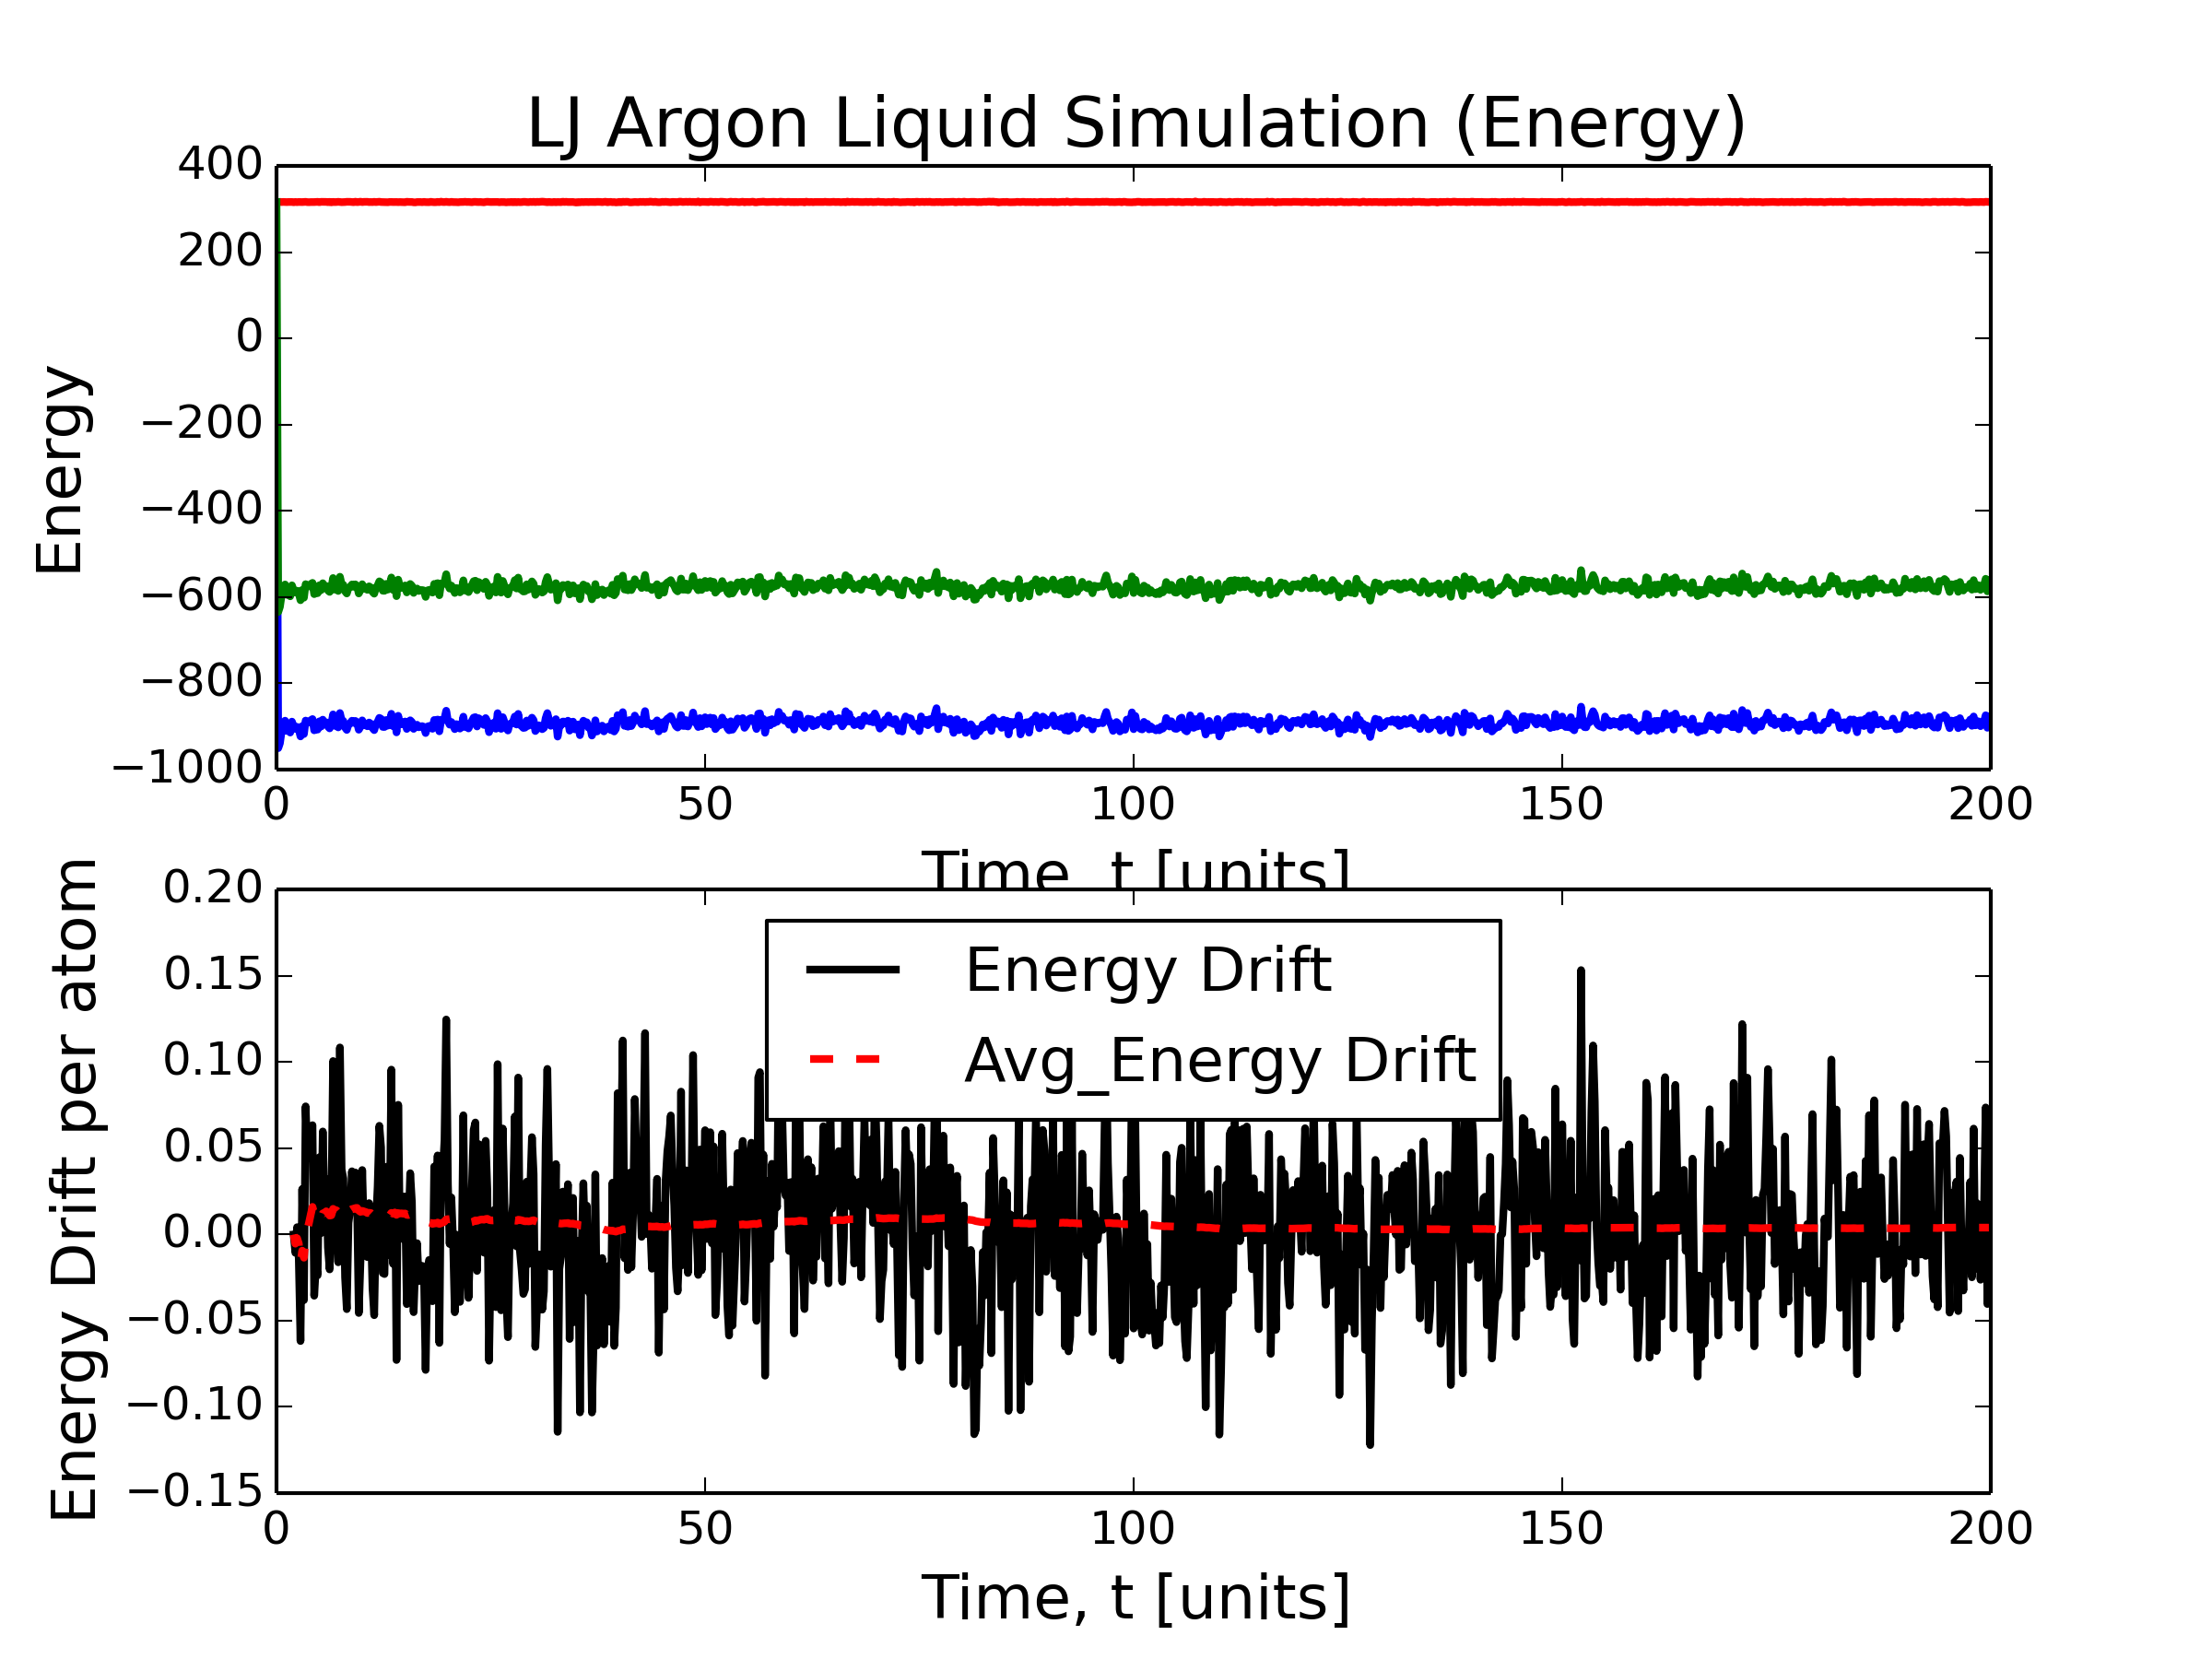 LJ Argon Liquid Simulation (Energy)
400
200
0
−200
−400
−600
−800
−1000
Energy
0 50 100 150 200
Time, t [units]
0.20
0.15
0.10
0.05
0.00
−0.05
−0.10
−0.15
Energy Drift per atom
Energy Drift
Avg_Energy Drift
0 50 100 150 200
Time, t [units]